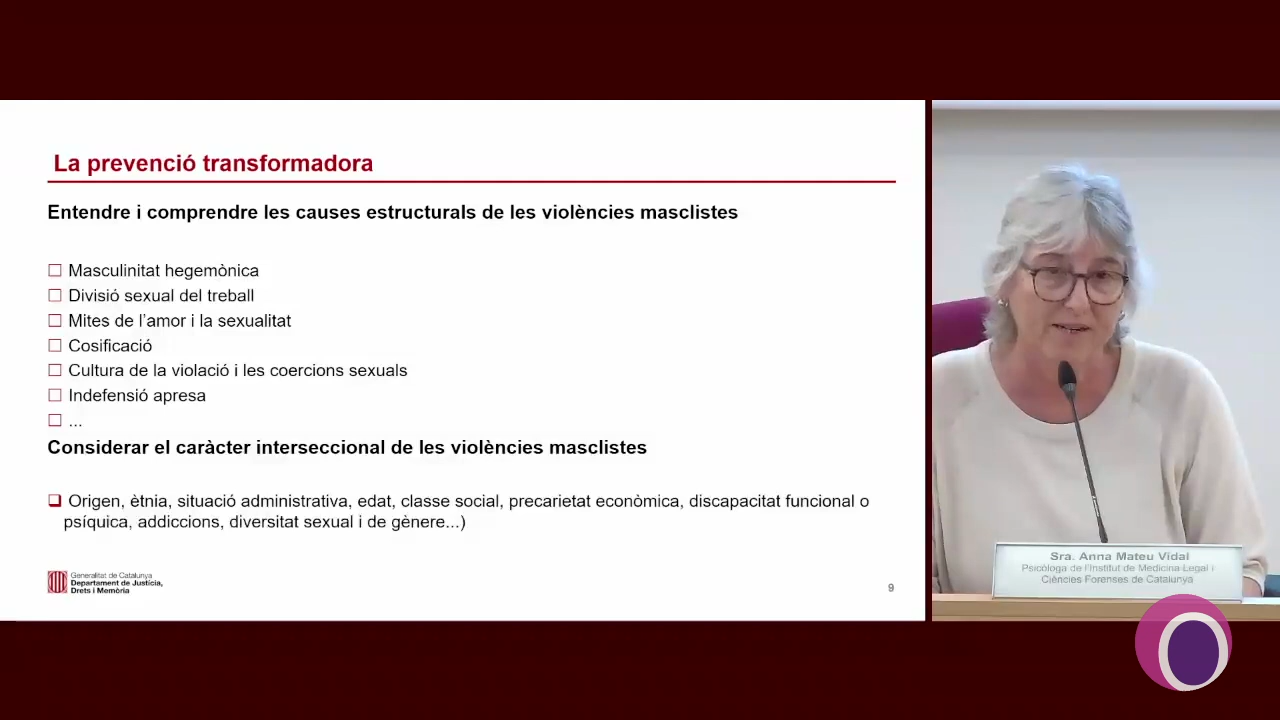 La prevenció transformadora
Entendre i comprendre les causes estructurals de les violències masclistes
Masculinitat hegemònica
Divisió sexual del treball
Mites de l'amor i la sexualitat
Cosificació
Cultura de la violació i les coercions sexuals
Indefensió apresa
...
Considerar el caràcter interseccional de les violències masclistes
Origen, ètnia, situació administrativa, edat, classe social, precarietat econòmica, discapacitat funcional o
psíquica, addiccions, diversitat sexual i de gènere...)
Generalitat de Catalunya
Departament de Justícia,
Drets i Memòria
9
Sra. Anna Mateu Vidal
Psicòloga de l'Institut de Medicina Legal i
Ciències Forenses de Catalunya